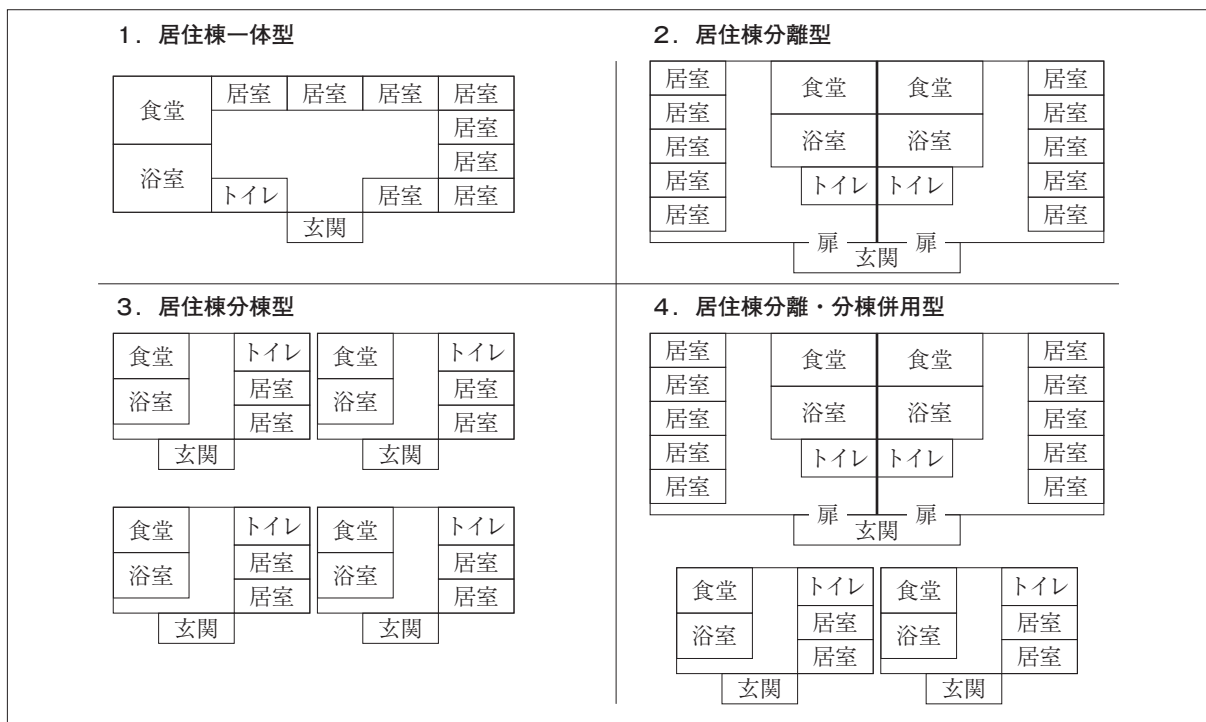 1．居住棟一体型
食堂 居室 居室 居室 居室
居室
浴室 居室
トイレ 居室 居室
玄関
2．居住棟分離型
居室 食堂 食堂 居室
居室 居室
居室 浴室 浴室 居室
居室 トイレ トイレ 居室
居室 居室
扉 扉
玄関
3．居住棟分棟型
食堂 トイレ 食堂 トイレ
浴室 居室 浴室 居室
居室 居室
玄関 玄関
食堂 トイレ 食堂 トイレ
浴室 居室 浴室 居室
居室 居室
玄関 玄関
4．居住棟分離・分棟併用型
居室 食堂 食堂 居室
居室 居室
居室 浴室 浴室 居室
居室 トイレ トイレ 居室
居室 居室
扉 扉
玄関
食堂 トイレ 食堂 トイレ
浴室 居室 浴室 居室
居室 居室
玄関 玄関